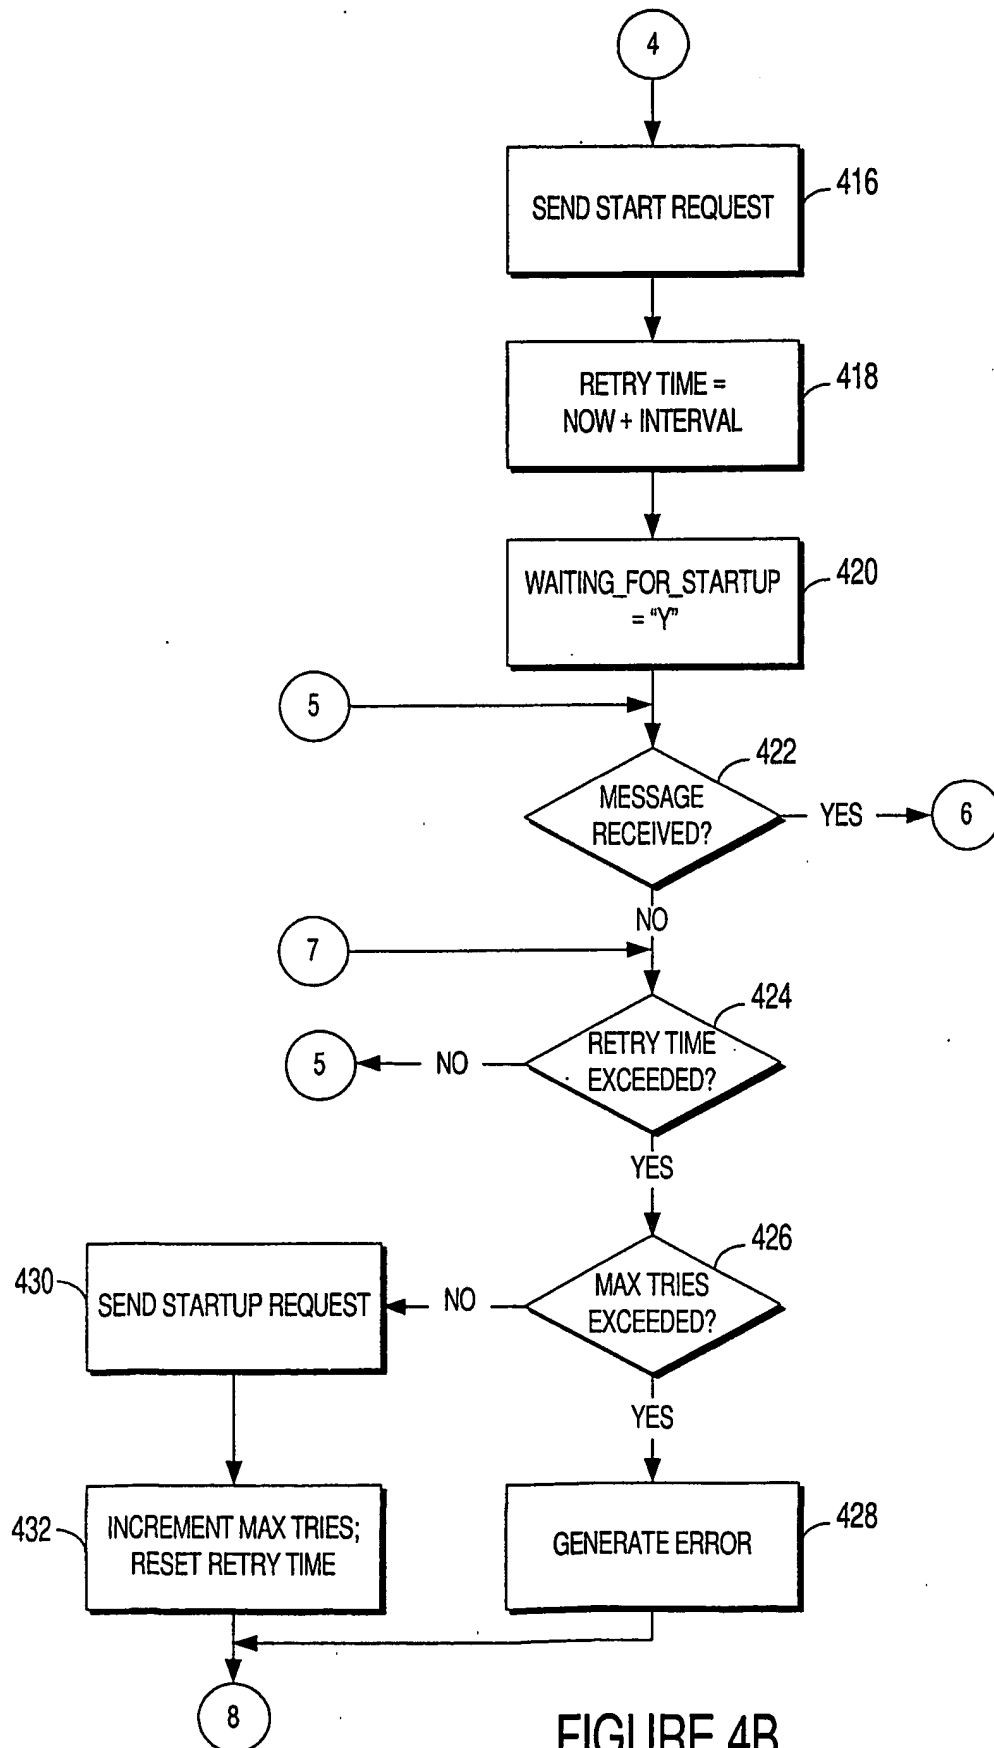 4
SEND START REQUEST
416
RETRY TIME =
NOW + INTERVAL
418
WAITING_FOR_STARTUP
= “Y”
420
5
422
MESSAGE
RECEIVED?
YES
6
NO
7
424
RETRY TIME
EXCEEDED?
NO
5
YES
426
MAX TRIES
EXCEEDED?
NO
430
SEND STARTUP REQUEST
YES
432
INCREMENT MAX TRIES;
RESET RETRY TIME
GENERATE ERROR
428
8
FIGURE 4B